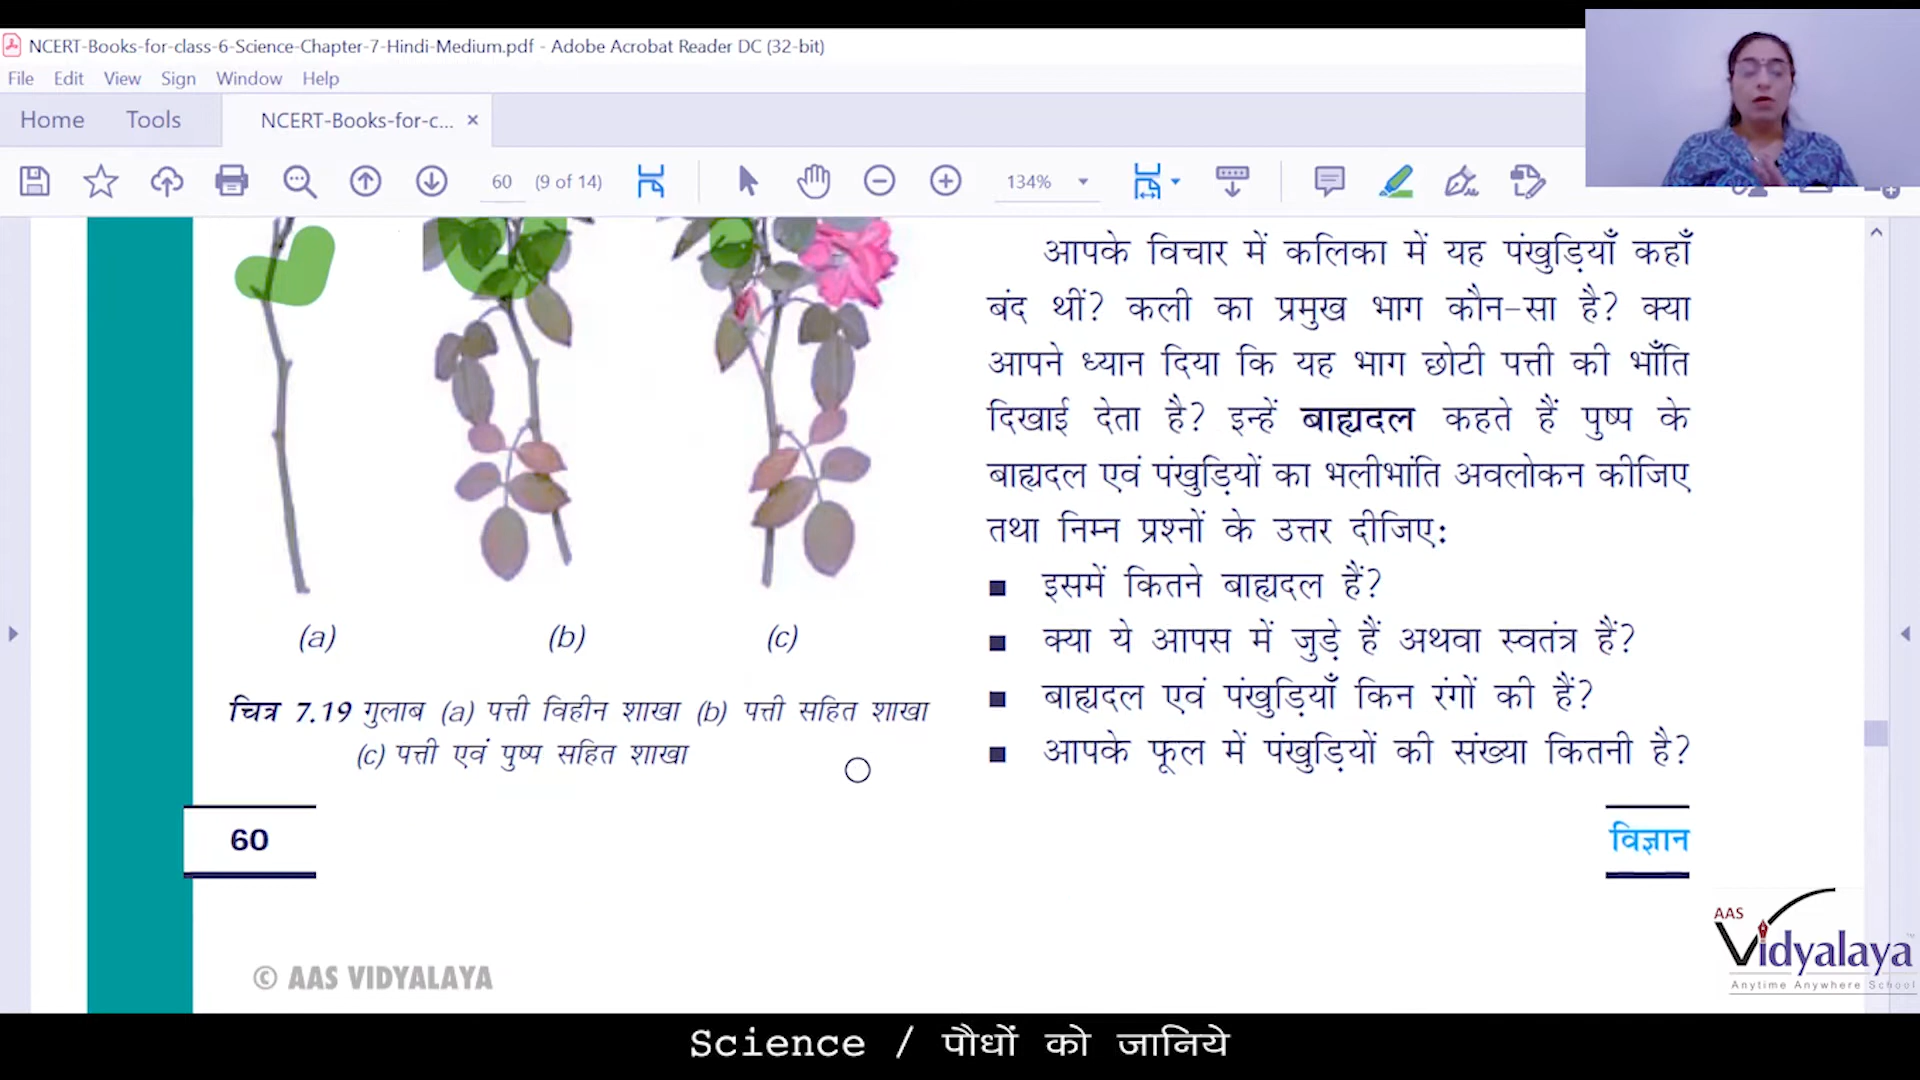 NCERT-Books-for-class-6-Science-Chapter-7-Hindi-Medium.pdf - Adobe Acrobat Reader DC (32-bit)
File Edit View Sign Window Help
Home Tools NCERT-Books-for-c... ×
60 (9 of 14) 134%
आपके विचार में कलिका में यह पंखुड़ियाँ कहाँ
बंद थीं? कली का प्रमुख भाग कौन-सा है? क्या
आपने ध्यान दिया कि यह भाग छोटी पत्ती की भाँति
दिखाई देता है? इन्हें बाह्यदल कहते हैं पुष्प के
बाह्यदल एवं पंखुड़ियों का भलीभांति अवलोकन कीजिए
तथा निम्न प्रश्नों के उत्तर दीजिए:
■ इसमें कितने बाह्यदल हैं?
■ क्या ये आपस में जुड़े हैं अथवा स्वतंत्र हैं?
■ बाह्यदल एवं पंखुड़ियाँ किन रंगों की हैं?
■ आपके फूल में पंखुड़ियों की संख्या कितनी है?
(a) (b) (c)
चित्र 7.19 गुलाब (a) पत्ती विहीन शाखा (b) पत्ती सहित शाखा
(c) पत्ती एवं पुष्प सहित शाखा
60
विज्ञान
© AAS VIDYALAYA
AAS
Vidyalaya
Anytime Anywhere School
Science / पौधों को जानिये